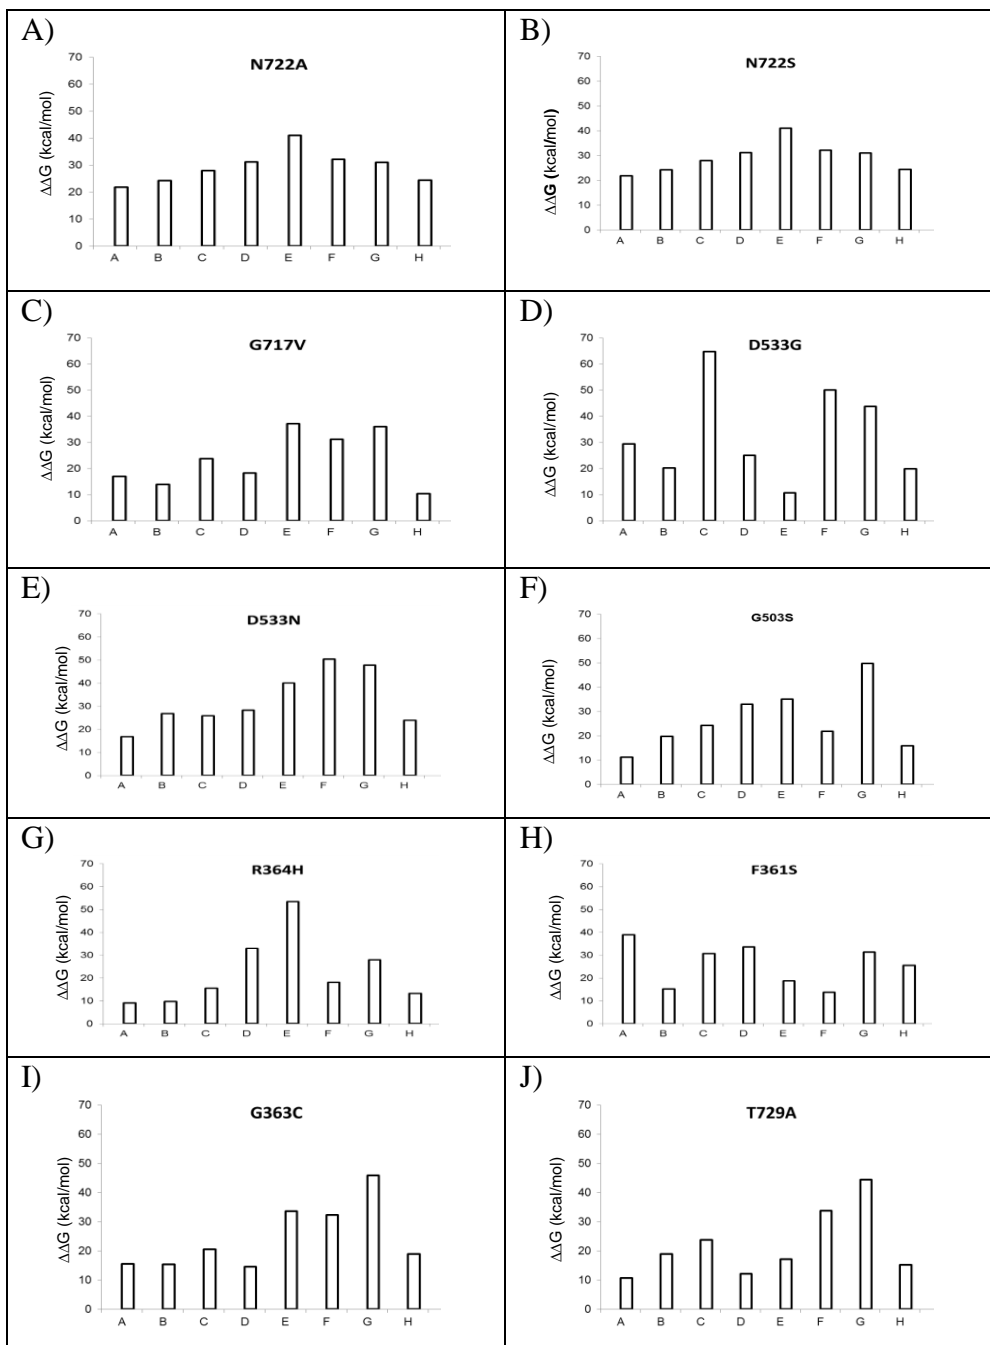 A)
N722A
ΔΔG (kcal/mol)
70
60
50
40
30
20
10
0
A B C D E F G H
B)
N722S
ΔΔG (kcal/mol)
70
60
50
40
30
20
10
0
A B C D E F G H
C)
G717V
ΔΔG (kcal/mol)
70
60
50
40
30
20
10
0
A B C D E F G H
D)
D533G
ΔΔG (kcal/mol)
70
60
50
40
30
20
10
0
A B C D E F G H
E)
D533N
ΔΔG (kcal/mol)
70
60
50
40
30
20
10
0
A B C D E F G H
F)
G503S
ΔΔG (kcal/mol)
70
60
50
40
30
20
10
0
A B C D E F G H
G)
R364H
ΔΔG (kcal/mol)
70
60
50
40
30
20
10
0
A B C D E F G H
H)
F361S
ΔΔG (kcal/mol)
70
60
50
40
30
20
10
0
A B C D E F G H
I)
G363C
ΔΔG (kcal/mol)
70
60
50
40
30
20
10
0
A B C D E F G H
J)
T729A
ΔΔG (kcal/mol)
70
60
50
40
30
20
10
0
A B C D E F G H